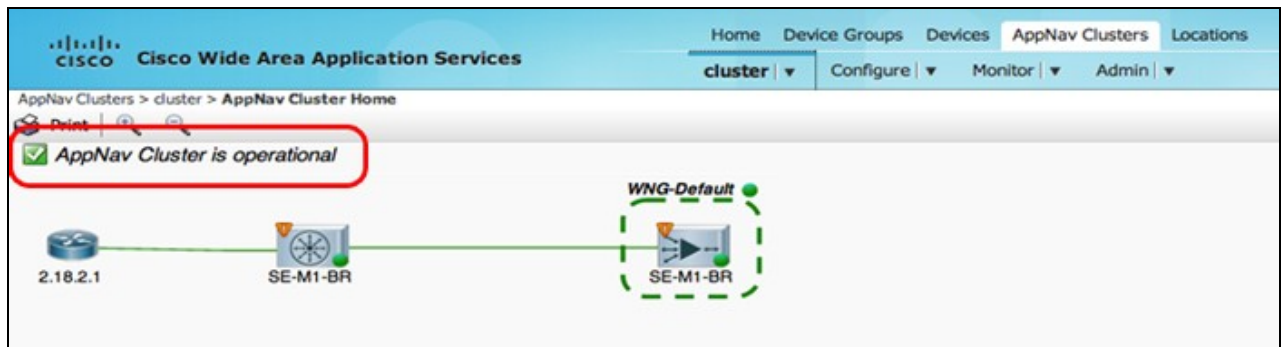 Home Device Groups Devices AppNav Clusters Locations
CISCO Cisco Wide Area Application Services
cluster Configure Monitor Admin
AppNav Clusters > cluster > AppNav Cluster Home
Print
AppNav Cluster is operational
WNG-Default
2.18.2.1 SE-M1-BR SE-M1-BR